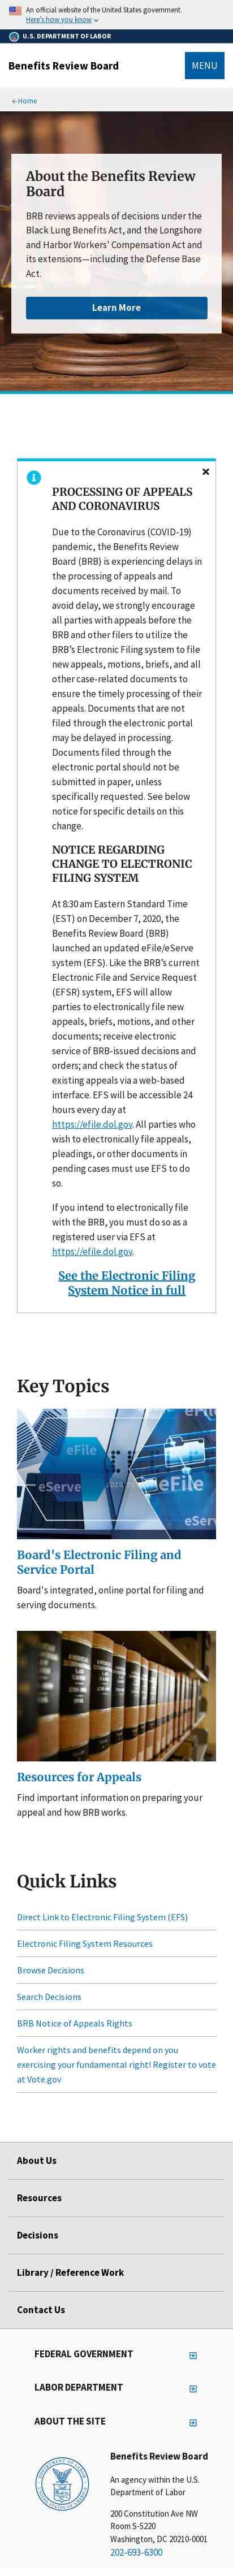 An official website of the United States government.
Here's how you know
U.S. DEPARTMENT OF LABOR
Benefits Review Board
MENU
Home
About the Benefits Review
Board
BRB reviews appeals of decisions under the
Black Lung Benefits Act, and the Longshore
and Harbor Workers' Compensation Act and
its extensions—including the Defense Base
Act.
Learn More
PROCESSING OF APPEALS
AND CORONAVIRUS
Due to the Coronavirus (COVID-19)
pandemic, the Benefits Review
Board (BRB) is experiencing delays in
the processing of appeals and
documents received by mail. To
avoid delay, we strongly encourage
all parties with appeals before the
BRB and other filers to utilize the
BRB's Electronic Filing system to file
new appeals, motions, briefs, and all
other case-related documents to
ensure the timely processing of their
appeals. Documents that are not
filed through the electronic portal
may be delayed in processing.
Documents filed through the
electronic portal should not be
submitted in paper, unless
specifically requested. See below
notice for specific details on this
change.
NOTICE REGARDING
CHANGE TO ELECTRONIC
FILING SYSTEM
At 8:30 am Eastern Standard Time
(EST) on December 7, 2020, the
Benefits Review Board (BRB)
launched an updated eFile/eServe
system (EFS). Like the BRB's current
Electronic File and Service Request
(EFSR) system, EFS will allow
parties to electronically file new
appeals, briefs, motions, and other
documents; receive electronic
service of BRB-issued decisions and
orders; and check the status of
existing appeals via a web-based
interface. EFS will be accessible 24
hours every day at
https://efile.dol.gov. All parties who
wish to electronically file appeals,
pleadings, or other documents in
pending cases must use EFS to do
so.
If you intend to electronically file
with the BRB, you must do so as a
registered user via EFS at
https://efile.dol.gov.
See the Electronic Filing
System Notice in full
Key Topics
eFile
eFile
eServe
eServe
eFile
eServ
Board's Electronic Filing and
Service Portal
Board's integrated, online portal for filing and
serving documents.
Resources for Appeals
Find important information on preparing your
appeal and how BRB works.
Quick Links
Direct Link to Electronic Filing System (EFS)
Electronic Filing System Resources
Browse Decisions
Search Decisions
BRB Notice of Appeals Rights
Worker rights and benefits depend on you
exercising your fundamental right! Register to vote
at Vote.gov
About Us
Resources
Decisions
Library / Reference Work
Contact Us
FEDERAL GOVERNMENT
LABOR DEPARTMENT
ABOUT THE SITE
Benefits Review Board
An agency within the U.S.
Department of Labor
200 Constitution Ave NW
Room S-5220
Washington, DC 20210-0001
202-693-6300